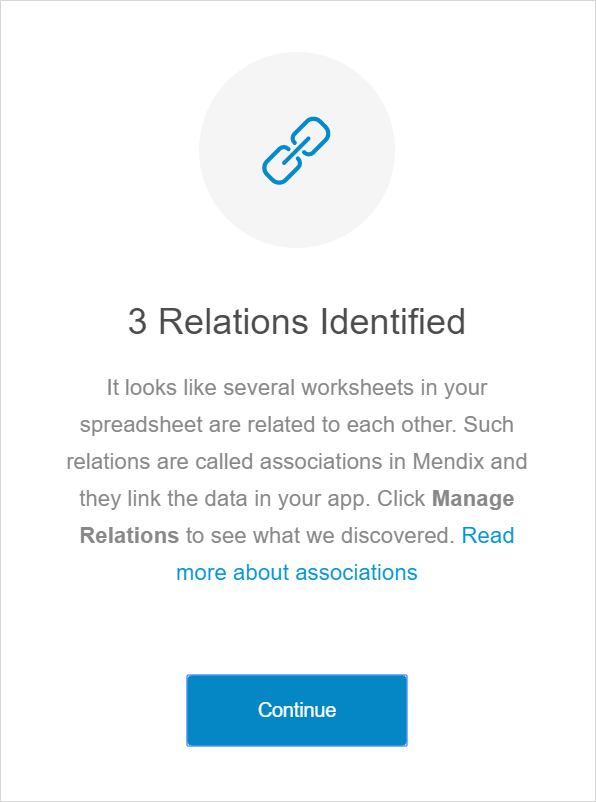 3 Relations Identified
It looks like several worksheets in your
spreadsheet are related to each other. Such
relations are called associations in Mendix and
they link the data in your app. Click Manage
Relations to see what we discovered. Read
more about associations
Continue